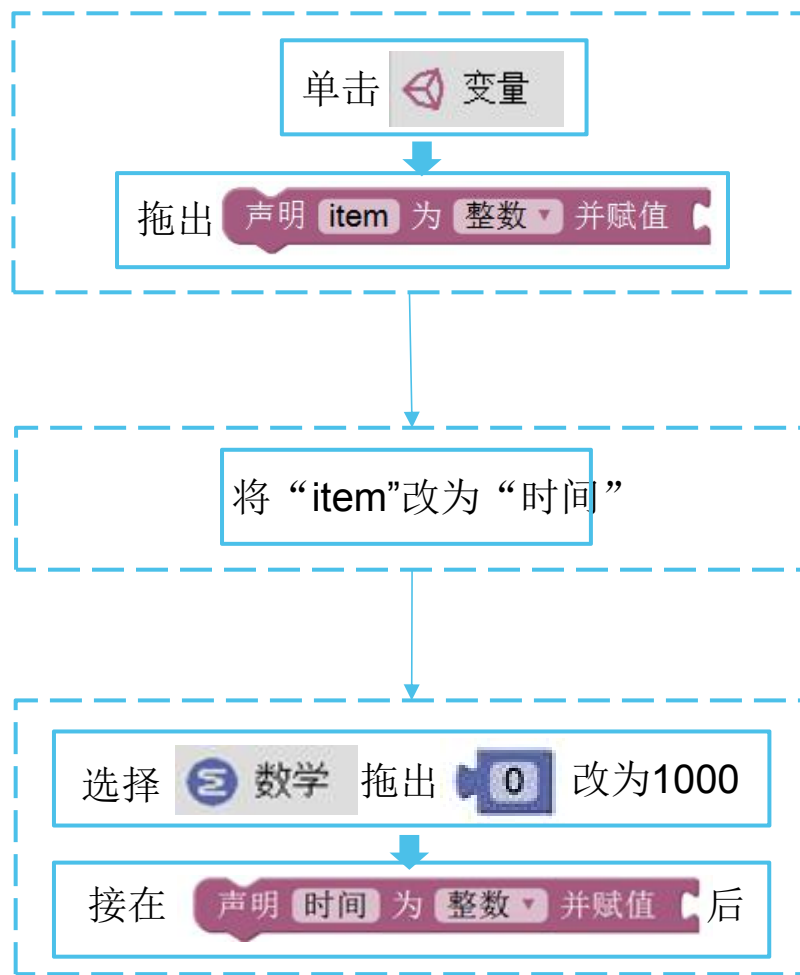 单击 变量
拖出 声明 item 为 整数 并赋值
将“item”改为“时间”
选择 数学 拖出 0 改为1000
接在 声明 时间 为 整数 并赋值 后